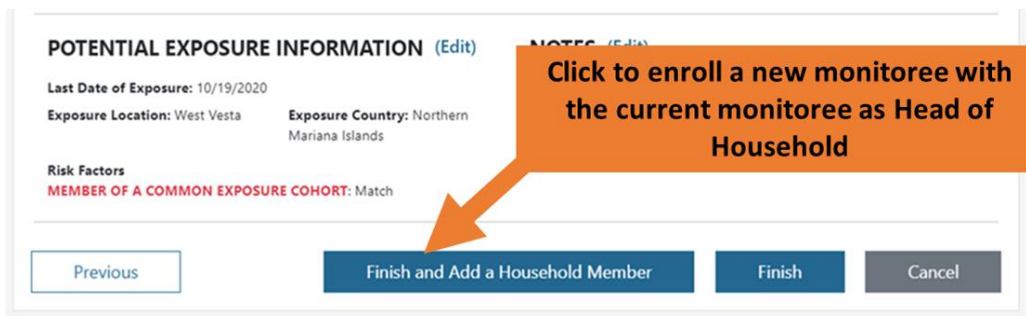 POTENTIAL EXPOSURE INFORMATION (Edit)
Last Date of Exposure: 10/19/2020
Exposure Location: West Vesta
Exposure Country: Northern
Mariana Islands
Risk Factors
MEMBER OF A COMMON EXPOSURE COHORT: Match
NOTES (Edit)
Click to enroll a new monitoree with
the current monitoree as Head of
Household
Previous
Finish and Add a Household Member
Finish
Cancel